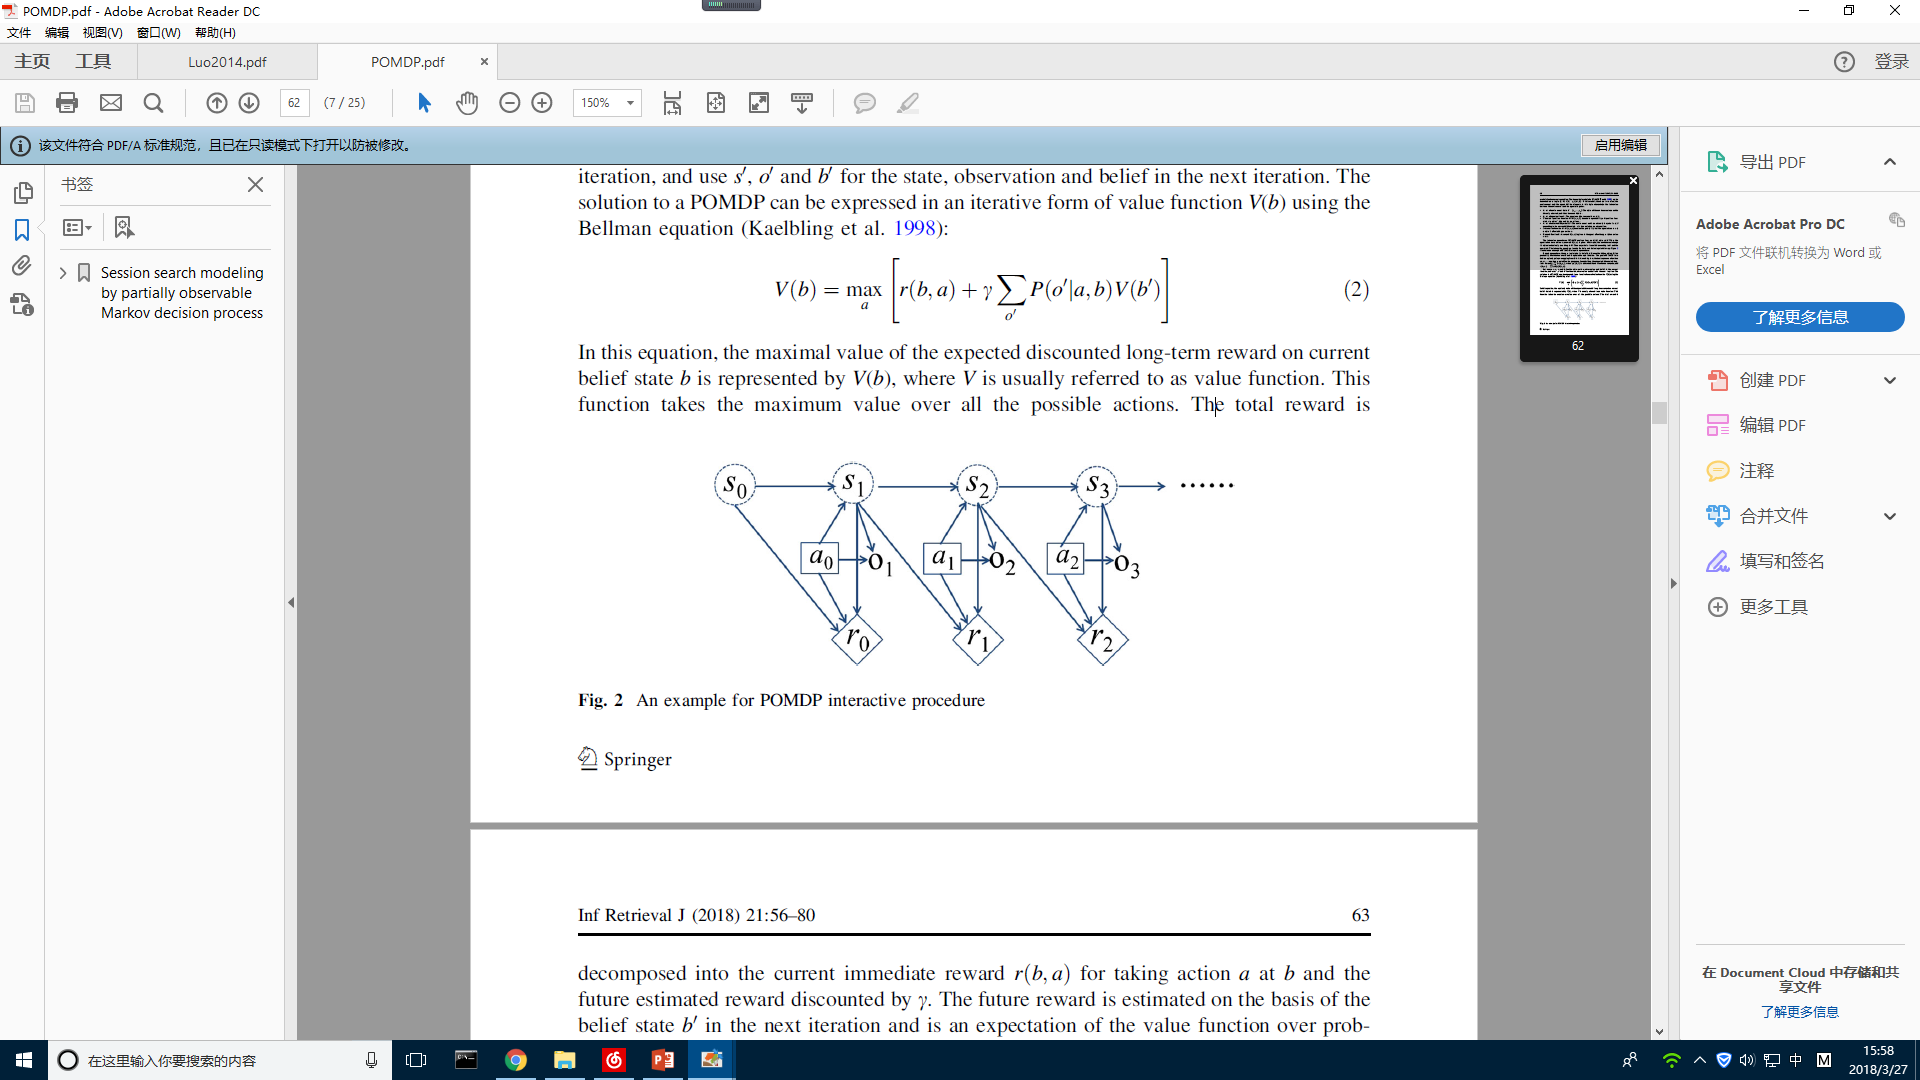 POMDP.pdf - Adobe Acrobat Reader DC
文件 编辑 视图(V) 窗口(W) 帮助(H)
主页 工具 Luo2014.pdf POMDP.pdf 登录
62 (7 / 25) 150%
该文件符合 PDF/A 标准规范，且已在只读模式下打开以防被修改。 启用编辑
书签
Session search modeling
by partially observable
Markov decision process
iteration, and use s′, o′ and b′ for the state, observation and belief in the next iteration. The
solution to a POMDP can be expressed in an iterative form of value function V(b) using the
Bellman equation (Kaelbling et al. 1998):
V(b) = max_a [r(b, a) + γ∑_{o′} P(o′|a, b)V(b′)] (2)
In this equation, the maximal value of the expected discounted long-term reward on current
belief state b is represented by V(b), where V is usually referred to as value function. This
function takes the maximum value over all the possible actions. The total reward is
s0 s1 s2 s3 ······
a0 o1 a1 o2 a2 o3
r0 r1 r2
Fig. 2 An example for POMDP interactive procedure
Springer
Inf Retrieval J (2018) 21:56–80 63
decomposed into the current immediate reward r(b, a) for taking action a at b and the
future estimated reward discounted by γ. The future reward is estimated on the basis of the
belief state b′ in the next iteration and is an expectation of the value function over prob-
62
导出 PDF
Adobe Acrobat Pro DC
将 PDF 文件联机转换为 Word 或
Excel
了解更多信息
创建 PDF
编辑 PDF
注释
合并文件
填写和签名
更多工具
在 Document Cloud 中存储和共
享文件
了解更多信息
在这里输入你要搜索的内容
中 M
15:58
2018/3/27